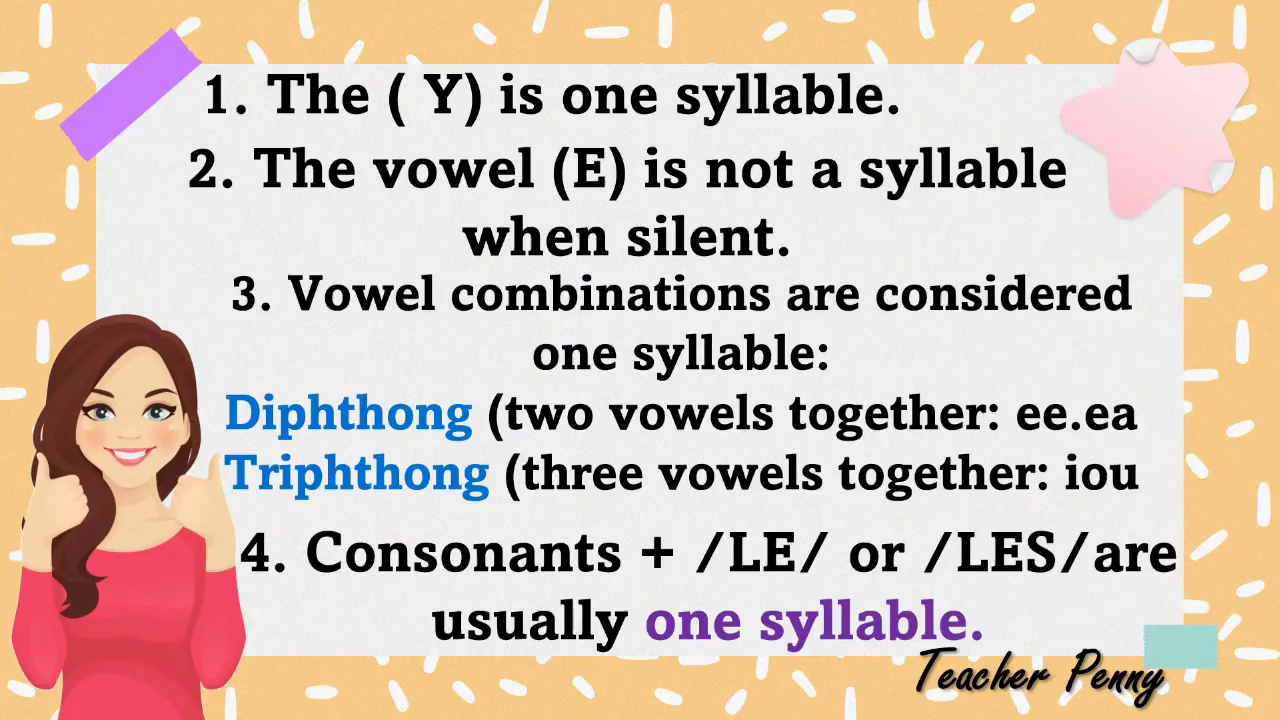 1. The ( Y) is one syllable.
2. The vowel (E) is not a syllable
when silent.
3. Vowel combinations are considered
one syllable:
Diphthong (two vowels together: ee.ea
Triphthong (three vowels together: iou
4. Consonants + /LE/ or /LES/are
usually one syllable.
Teacher Penny